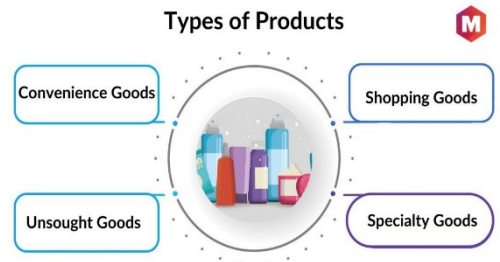 Types of Products
M
Convenience Goods
Shopping Goods
Unsought Goods
Specialty Goods